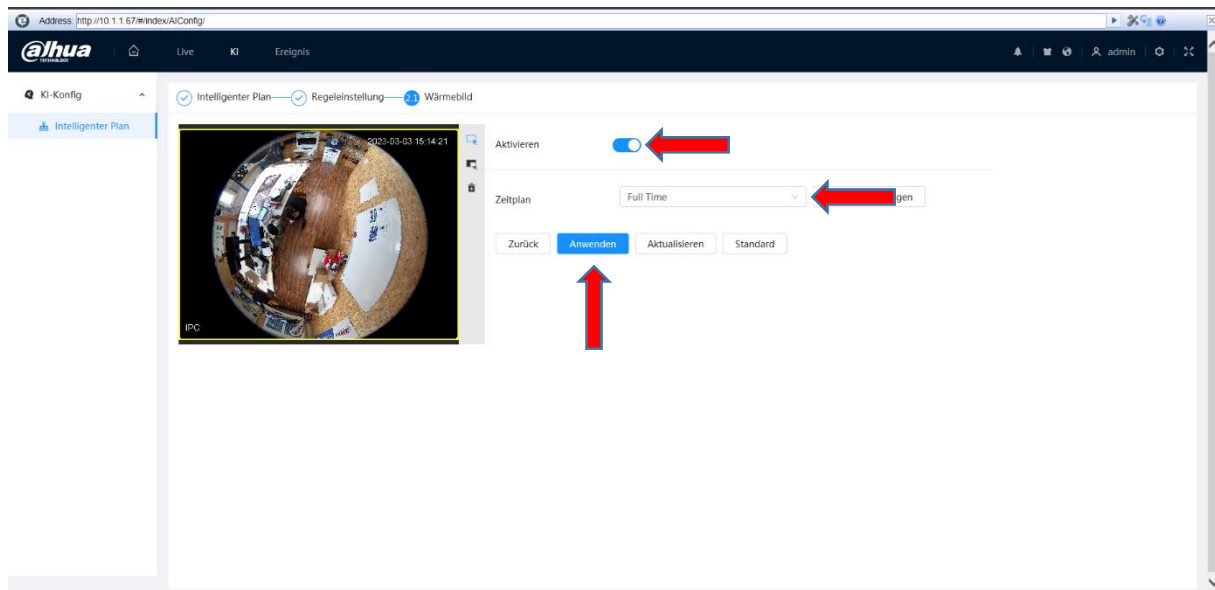 Address: http://10.1.1.67/#/index/AIConfig/
alhua
TECHNOLOGY
Live KI Ereignis
admin
KI-Konfig
Intelligenter Plan
Intelligenter Plan Regeleinstellung 2.1 Wärmebild
2023-03-03 15:14:21
IPC
Aktivieren
Zeitplan Full Time gen
Zurück Anwenden Aktualisieren Standard